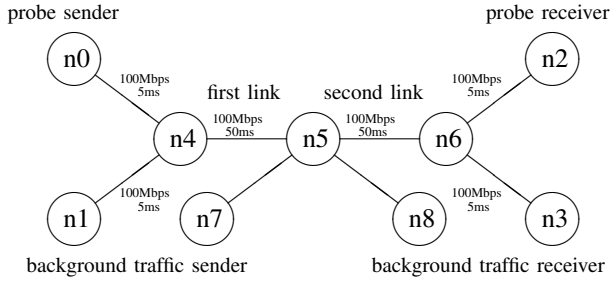 probe sender
probe receiver
n0
n2
100Mbps
5ms
first link
second link
100Mbps
5ms
100Mbps
50ms
100Mbps
50ms
n4
n5
n6
100Mbps
5ms
100Mbps
5ms
n1
n7
n8
n3
background traffic sender
background traffic receiver